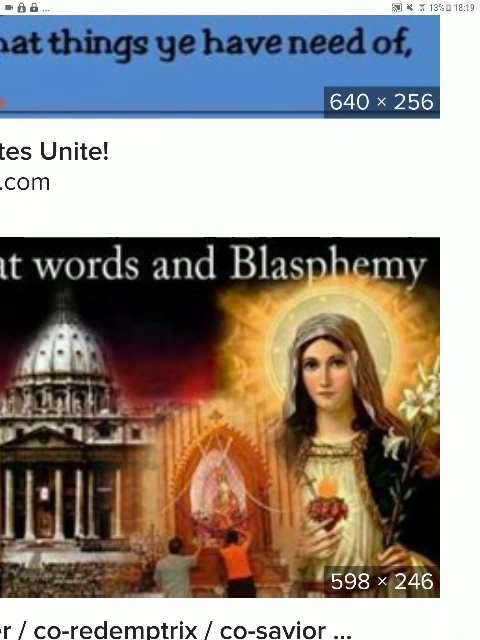 ... 13% 18:19
hat things ye have need of,
640 × 256
tes Unite!
.com
at words and Blasphemy
598 × 246
er / co-redemptrix / co-savior ...